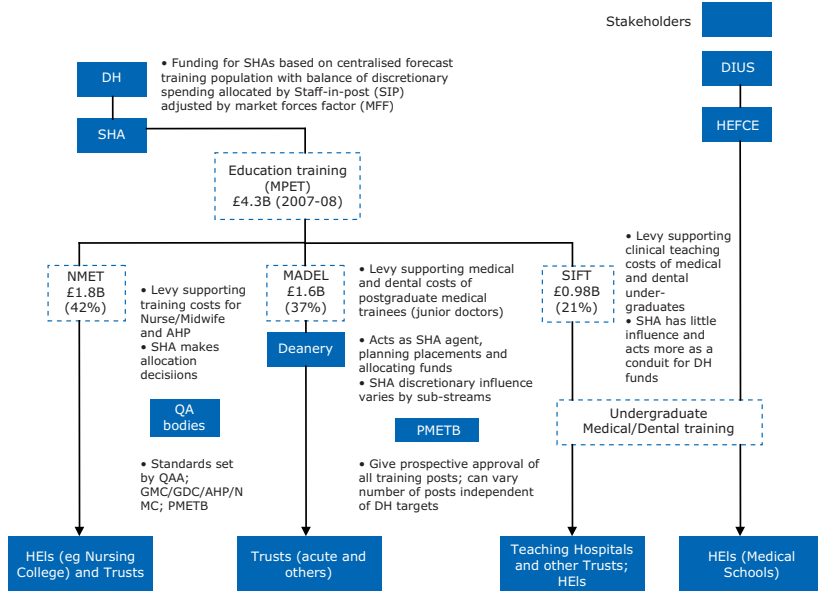 Stakeholders
DH
• Funding for SHAs based on centralised forecast
training population with balance of discretionary
spending allocated by Staff-in-post (SIP)
adjusted by market forces factor (MFF)
DIUS
SHA
HEFCE
Education training
(MPET)
£4.3B (2007-08)
NMET
£1.8B
(42%)
• Levy supporting
training costs for
Nurse/Midwife
and AHP
• SHA makes
allocation
decisiions
MADEL
£1.6B
(37%)
Deanery
• Levy supporting medical
and dental costs of
postgraduate medical
trainees (junior doctors)
• Acts as SHA agent,
planning placements and
allocating funds
• SHA discretionary influence
varies by sub-streams
SIFT
£0.98B
(21%)
• Levy supporting
clinical teaching
costs of medical
and dental
under-
graduates
• SHA has little
influence and
acts more as a
conduit for DH
funds
QA
bodies
PMETB
Undergraduate
Medical/Dental training
• Standards set
by QAA;
GMC/GDC/AHP/N
MC; PMETB
• Give prospective approval of
all training posts; can vary
number of posts independent
of DH targets
HEIs (eg Nursing
College) and Trusts
Trusts (acute and
others)
Teaching Hospitals
and other Trusts;
HEIs
HEIs (Medical
Schools)